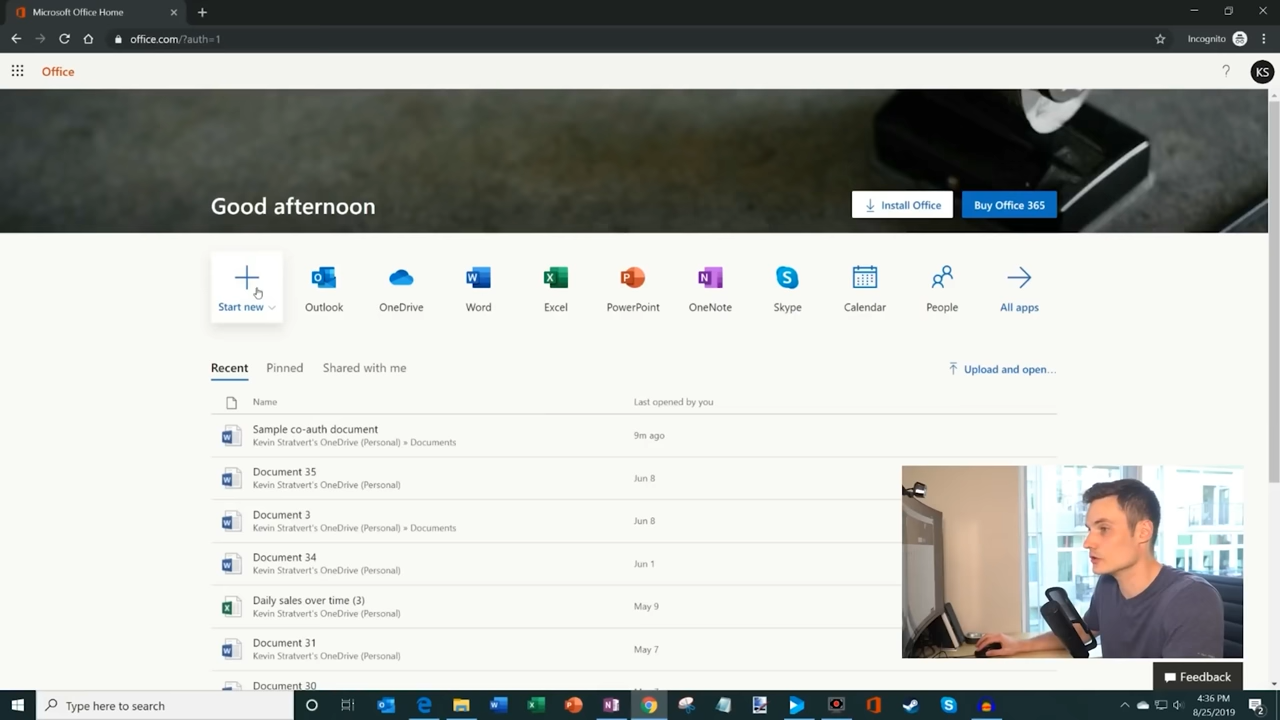 Microsoft Office Home
office.com/?auth=1
Incognito
Office
?
KS
Good afternoon
Install Office
Buy Office 365
Start new
Outlook
OneDrive
Word
Excel
PowerPoint
OneNote
Skype
Calendar
People
All apps
Recent
Pinned
Shared with me
Upload and open...
Name
Last opened by you
Sample co-auth document
Kevin Stratvert's OneDrive (Personal) » Documents
9m ago
Document 35
Kevin Stratvert's OneDrive (Personal)
Jun 8
Document 3
Kevin Stratvert's OneDrive (Personal) » Documents
Jun 8
Document 34
Kevin Stratvert's OneDrive (Personal)
Jun 1
Daily sales over time (3)
Kevin Stratvert's OneDrive (Personal)
May 9
Document 31
Kevin Stratvert's OneDrive (Personal)
May 7
Document 30
Feedback
Type here to search
4:36 PM
8/25/2019
2